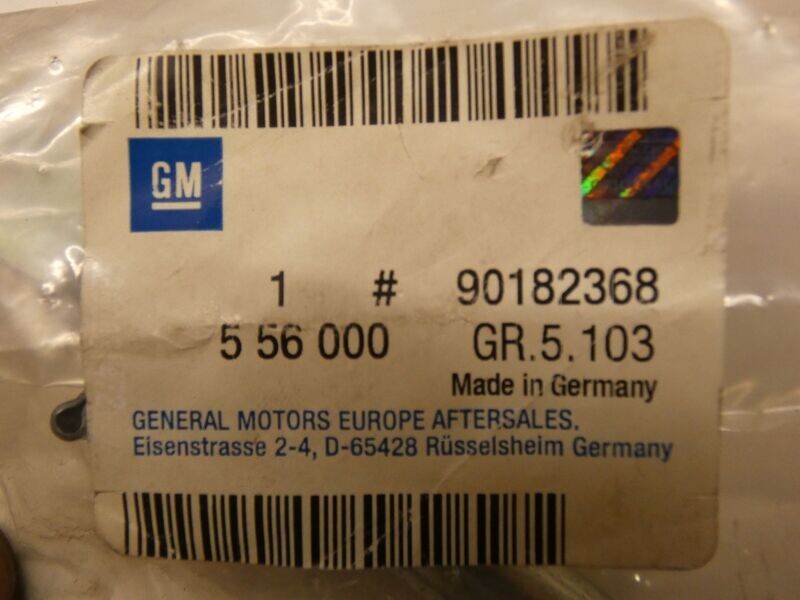 GM
1 # 90182368
5 56 000 GR.5.103
Made in Germany
GENERAL MOTORS EUROPE AFTERSALES.
Eisenstrasse 2-4, D-65428 Rüsselsheim Germany